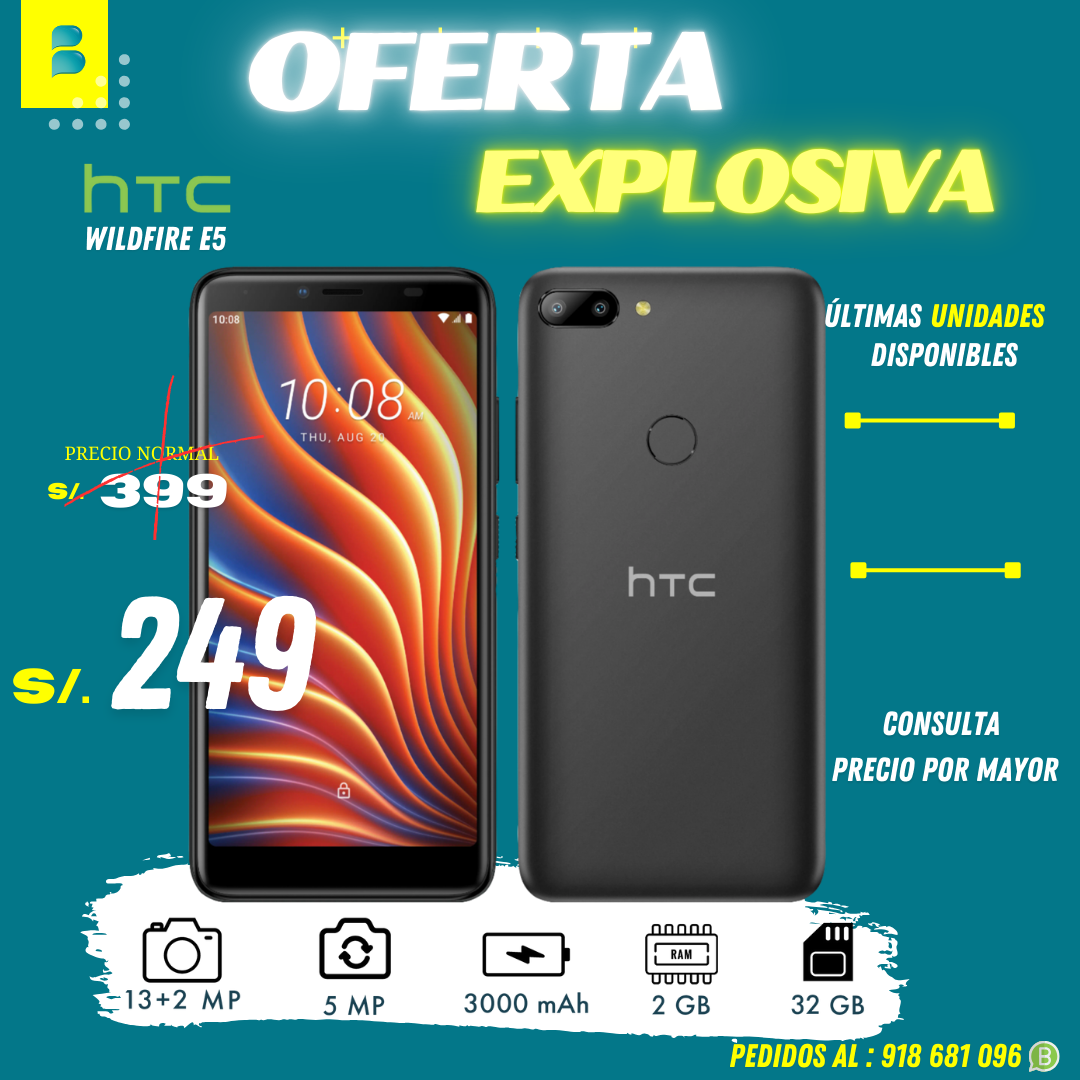 B
OFERTA
EXPLOSIVA
hTC
WILDFIRE E5
10:08
10:08 AM
THU, AUG 23
ÚLTIMAS UNIDADES
DISPONIBLES
PRECIO NORMAL
S/. 399
S/. 249
hTC
CONSULTA
PRECIO POR MAYOR
RAM
13+2 MP
5 MP
3000 mAh
2 GB
32 GB
PEDIDOS AL : 918 681 096 B